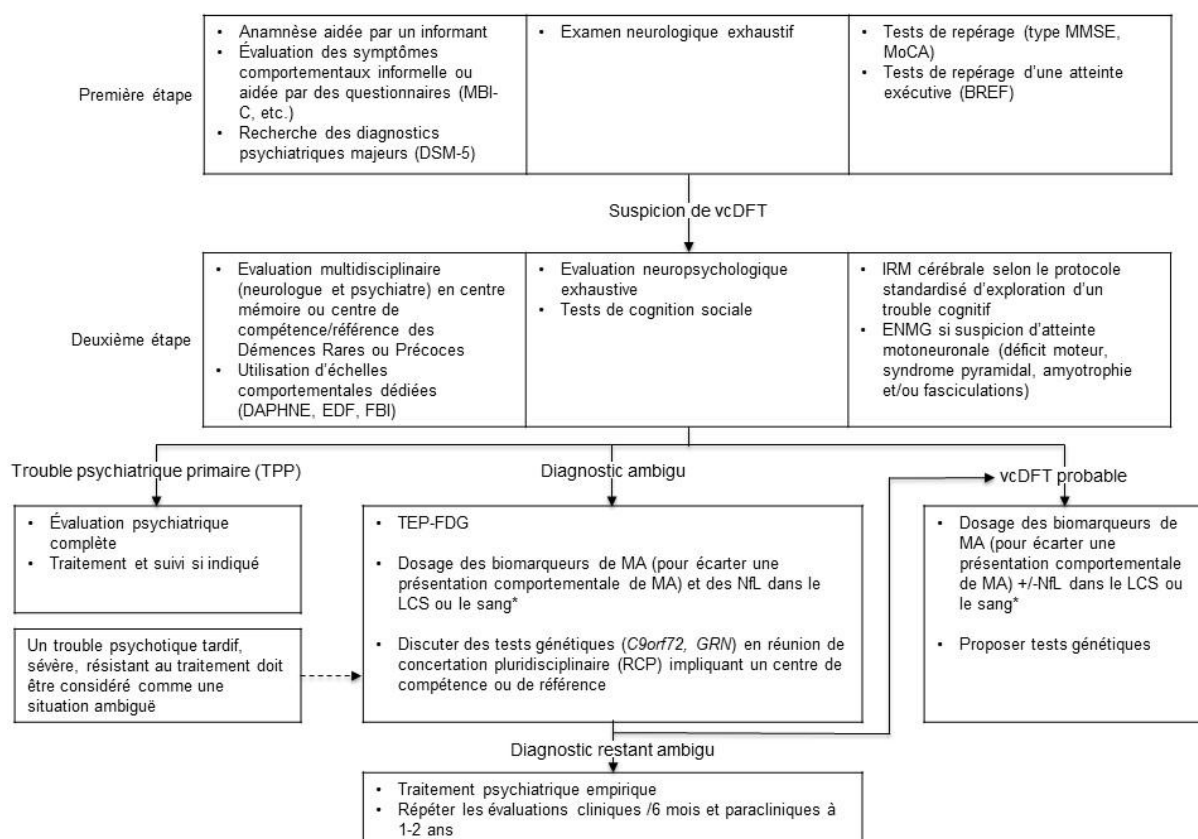 Première étape
• Anamnèse aidée par un informant
• Évaluation des symptômes
comportementaux informelle ou
aidée par des questionnaires (MBI-
C, etc.)
• Recherche des diagnostics
psychiatriques majeurs (DSM-5)
• Examen neurologique exhaustif
• Tests de repérage (type MMSE,
MoCA)
• Tests de repérage d'une atteinte
exécutive (BREF)
Suspicion de vcDFT
Deuxième étape
• Evaluation multidisciplinaire
(neurologue et psychiatre) en centre
mémoire ou centre de
compétence/référence des
Démences Rares ou Précoces
• Utilisation d'échelles
comportementales dédiées
(DAPHNE, EDF, FBI)
• Evaluation neuropsychologique
exhaustive
• Tests de cognition sociale
• IRM cérébrale selon le protocole
standardisé d'exploration d'un
trouble cognitif
• ENMG si suspicion d'atteinte
motoneuronale (déficit moteur,
syndrome pyramidal, amyotrophie
et/ou fasciculations)
Trouble psychiatrique primaire (TPP)
Diagnostic ambigu
vcDFT probable
• Évaluation psychiatrique
complète
• Traitement et suivi si indiqué
Un trouble psychotique tardif,
sévère, résistant au traitement doit
être considéré comme une
situation ambiguë
• TEP-FDG
• Dosage des biomarqueurs de MA (pour écarter une
présentation comportementale de MA) et des NfL dans le
LCS ou le sang*
• Discuter des tests génétiques (C9orf72, GRN) en réunion de
concertation pluridisciplinaire (RCP) impliquant un centre de
compétence ou de référence
• Dosage des biomarqueurs de
MA (pour écarter une
présentation comportementale
de MA) +/-NfL dans le LCS ou
le sang*
• Proposer tests génétiques
Diagnostic restant ambigu
• Traitement psychiatrique empirique
• Répéter les évaluations cliniques /6 mois et paracliniques à
1-2 ans